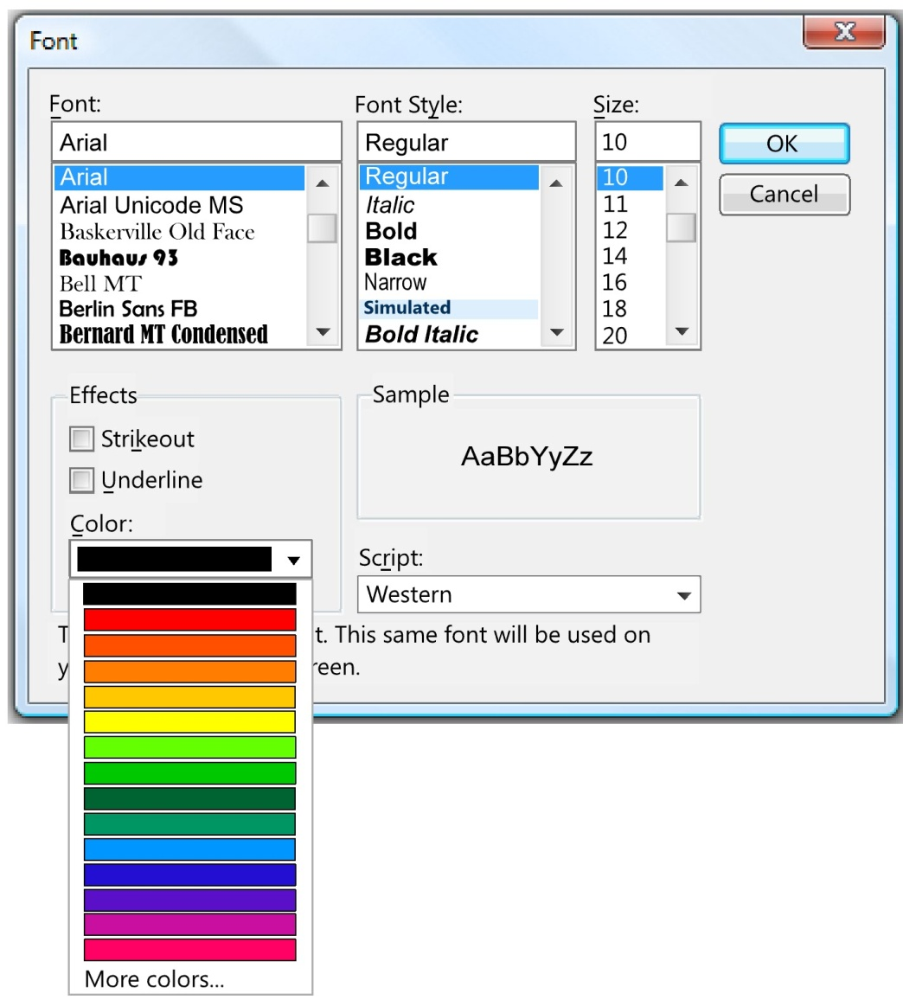 Font
Font: Font Style: Size:
Arial Regular 10 OK
Arial Regular 10 Cancel
Arial Unicode MS Italic 11
Baskerville Old Face Bold 12
Bauhaus 93 Black 14
Bell MT Narrow 16
Berlin Sans FB Simulated 18
Bernard MT Condensed Bold Italic 20
Effects Sample
Strikeout AaBbYyZz
Underline
Color:
Script:
Western
t. This same font will be used on
reen.
More colors...